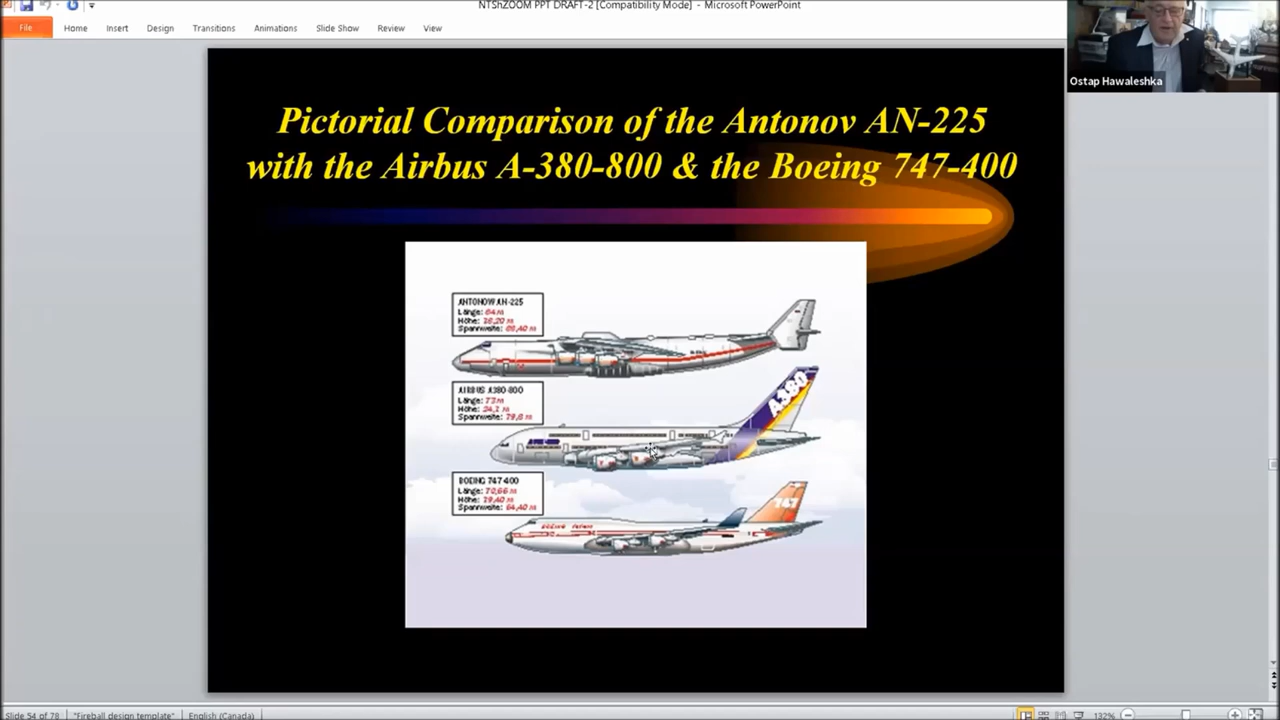 NTShZOOM PPT DRAFT-2 [Compatibility Mode] - Microsoft PowerPoint
File Home Insert Design Transitions Animations Slide Show Review View
Ostap Hawaleshka
Pictorial Comparison of the Antonov AN-225
with the Airbus A-380-800 & the Boeing 747-400
ANTONOW AN-225
Länge: 84 m
Höhe: 18,20 m
Spannweite: 88,40 m
AIRBUS A380-800
Länge: 73 m
Höhe: 24,1 m
Spannweite: 79,8 m
A380
BOEING 747-400
Länge: 70,66 m
Höhe: 19,40 m
Spannweite: 64,40 m
747
Slide 54 of 78 "Fireball design template" English (Canada) 132%